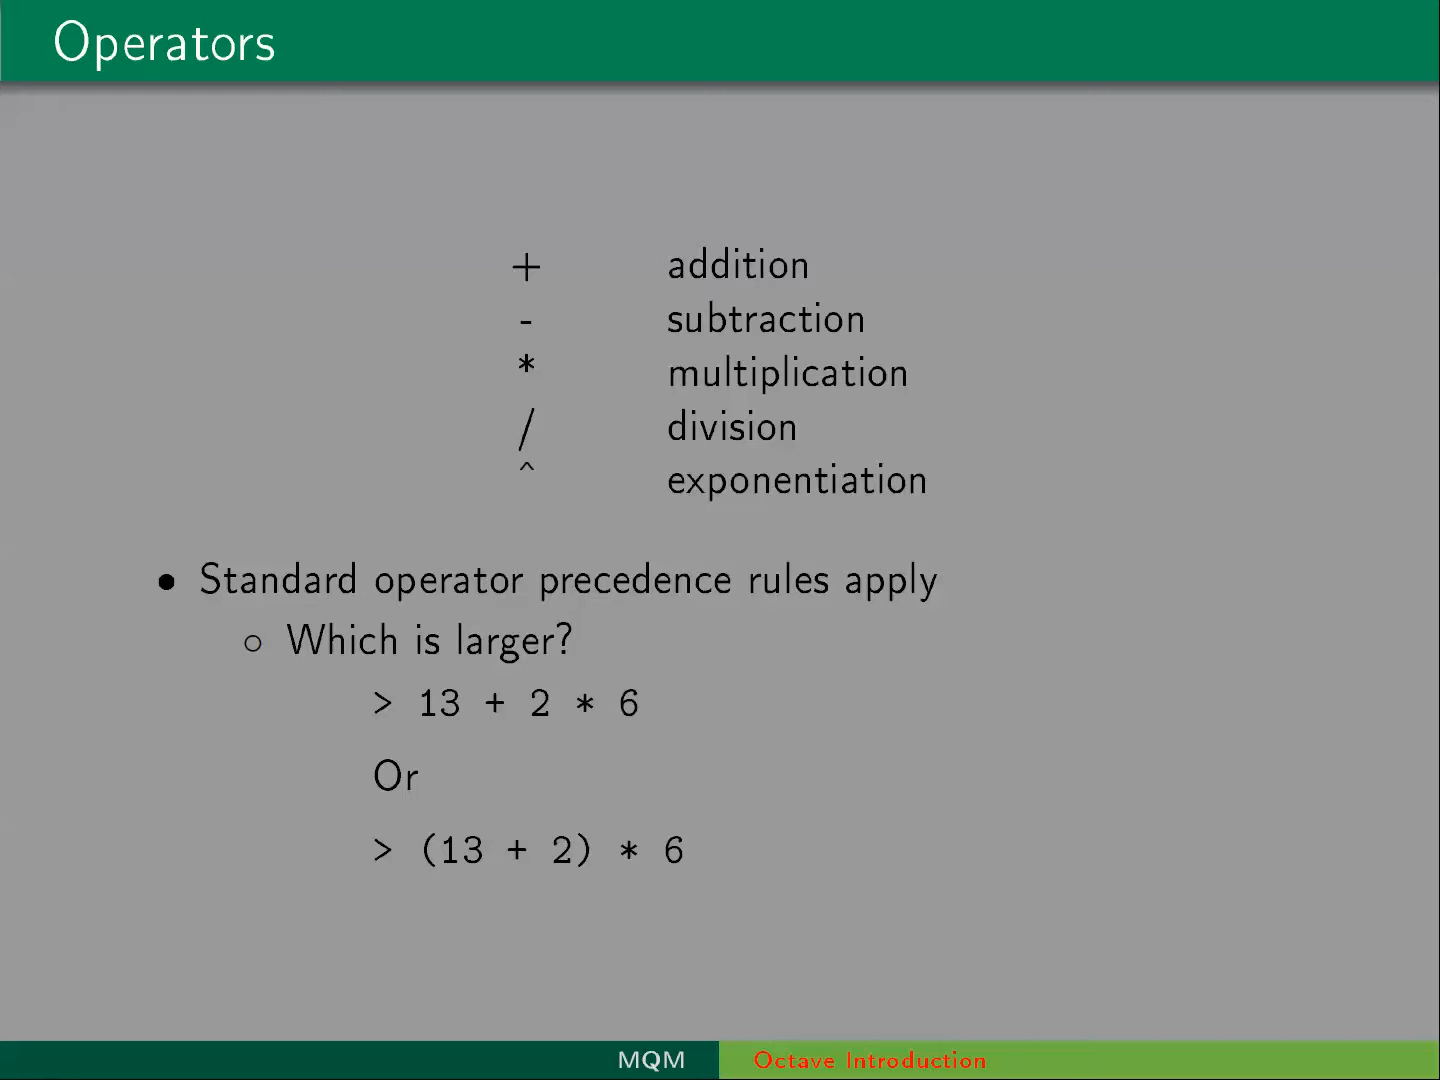 Operators
+ addition
- subtraction
* multiplication
/ division
^ exponentiation
• Standard operator precedence rules apply
○ Which is larger?
> 13 + 2 * 6
Or
> (13 + 2) * 6
MQM Octave Introduction